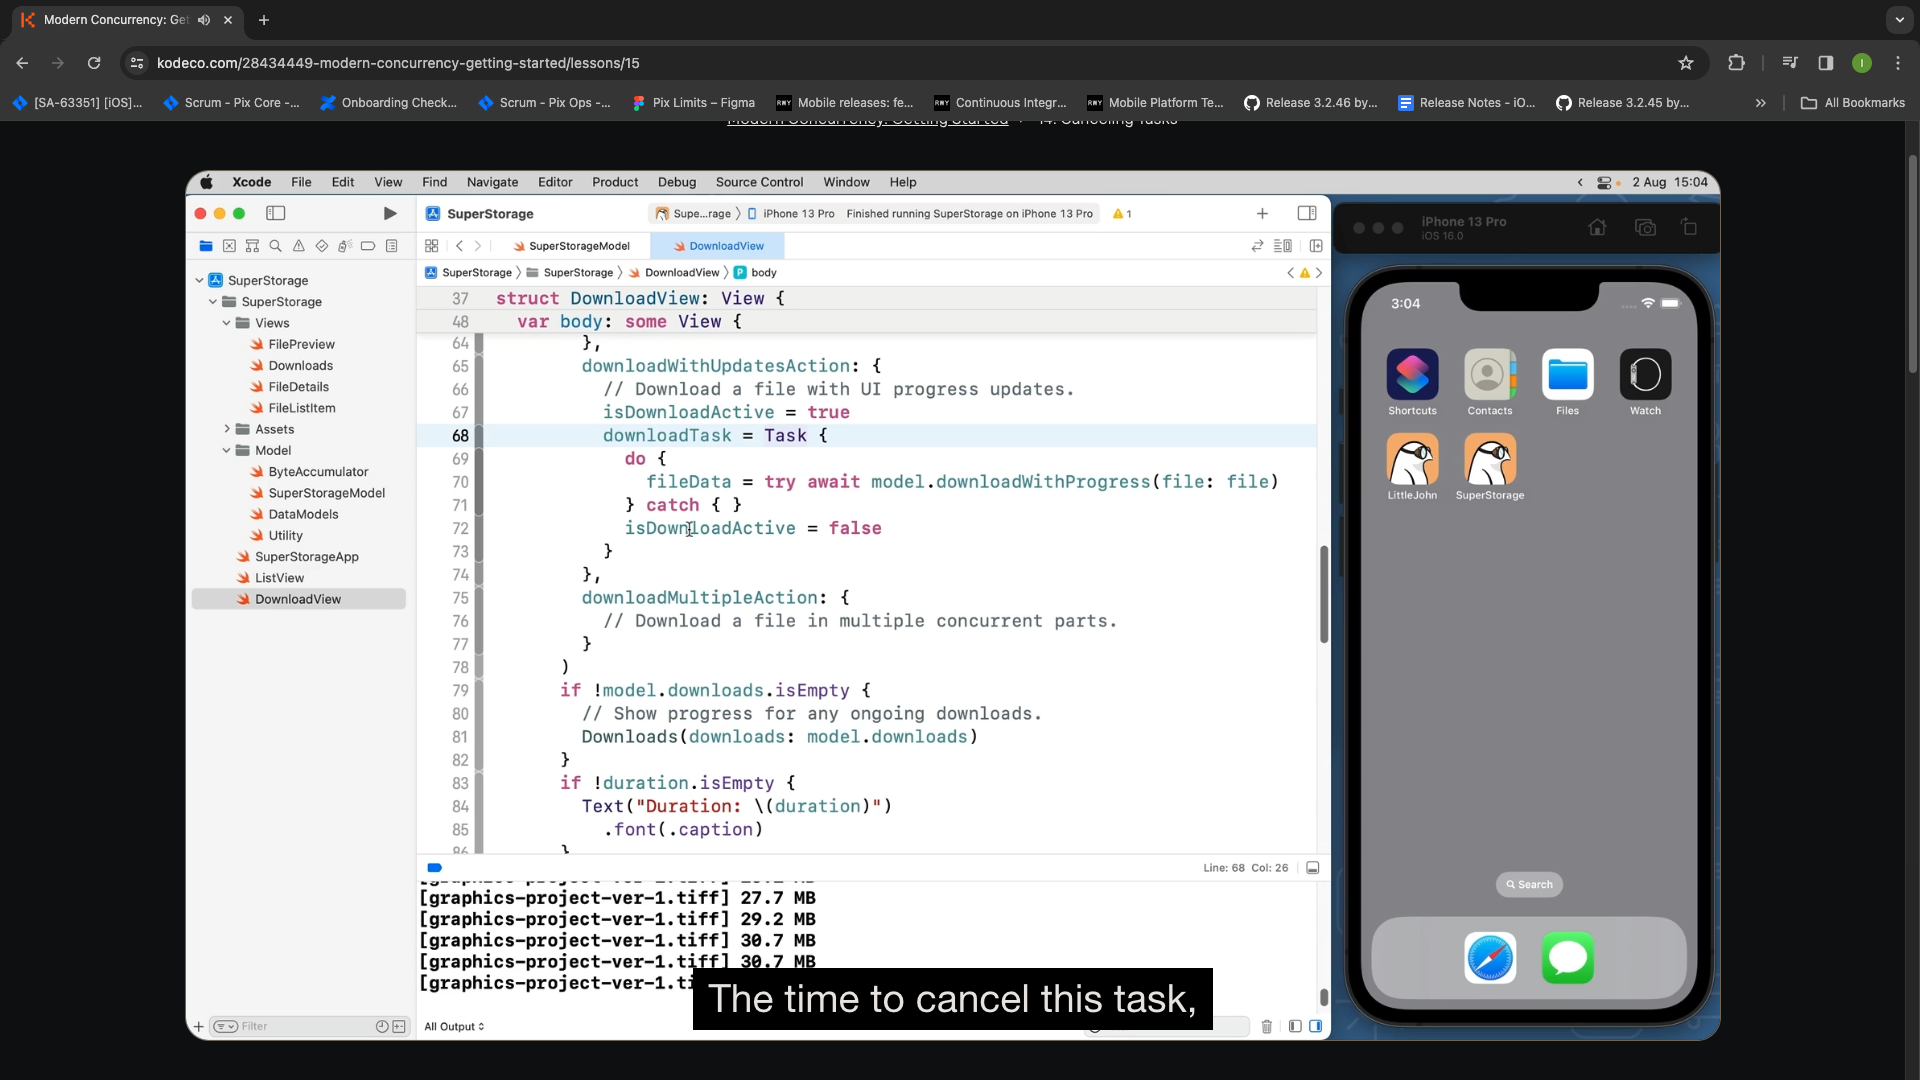 Modern Concurrency: Get
kodeco.com/28434449-modern-concurrency-getting-started/lessons/15
I
[SA-63351] [iOS]...
Scrum - Pix Core -...
Onboarding Check...
Scrum - Pix Ops -...
Pix Limits – Figma
Mobile releases: fe...
Continuous Integr...
Mobile Platform Te...
Release 3.2.46 by...
Release Notes - iO...
Release 3.2.45 by...
All Bookmarks
Modern Concurrency: Getting Started
14. Canceling Tasks
Xcode File Edit View Find Navigate Editor Product Debug Source Control Window Help
2 Aug 15:04
SuperStorage
Supe...rage
iPhone 13 Pro
Finished running SuperStorage on iPhone 13 Pro
1
SuperStorageModel
DownloadView
SuperStorage
SuperStorage
DownloadView
body
SuperStorage
SuperStorage
Views
FilePreview
Downloads
FileDetails
FileListItem
Assets
Model
ByteAccumulator
SuperStorageModel
DataModels
Utility
SuperStorageApp
ListView
DownloadView
Filter
37 struct DownloadView: View {
48 var body: some View {
64 },
65 downloadWithUpdatesAction: {
66 // Download a file with UI progress updates.
67 isDownloadActive = true
68 downloadTask = Task {
69 do {
70 fileData = try await model.downloadWithProgress(file: file)
71 } catch { }
72 isDownloadActive = false
73 }
74 },
75 downloadMultipleAction: {
76 // Download a file in multiple concurrent parts.
77 }
78 )
79 if !model.downloads.isEmpty {
80 // Show progress for any ongoing downloads.
81 Downloads(downloads: model.downloads)
82 }
83 if !duration.isEmpty {
84 Text("Duration: \(duration)")
85 .font(.caption)
86 }
Line: 68 Col: 26
[graphics-project-ver-1.tiff] 27.7 MB
[graphics-project-ver-1.tiff] 29.2 MB
[graphics-project-ver-1.tiff] 30.7 MB
[graphics-project-ver-1.tiff] 30.7 MB
[graphics-project-ver-1.ti
All Output
The time to cancel this task,
iPhone 13 Pro
iOS 16.0
3:04
Shortcuts
Contacts
Files
Watch
LittleJohn
SuperStorage
Search